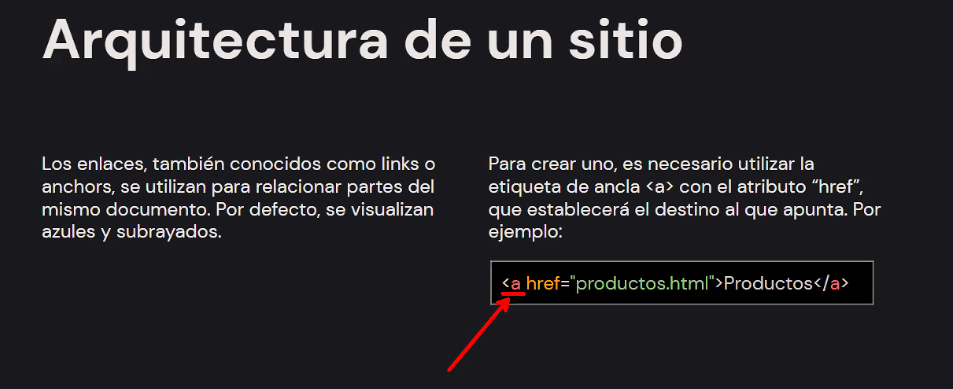 Arquitectura de un sitio
Los enlaces, también conocidos como links o
anchors, se utilizan para relacionar partes del
mismo documento. Por defecto, se visualizan
azules y subrayados.
Para crear uno, es necesario utilizar la
etiqueta de ancla <a> con el atributo “href”,
que establecerá el destino al que apunta. Por
ejemplo:
<a href="productos.html">Productos</a>